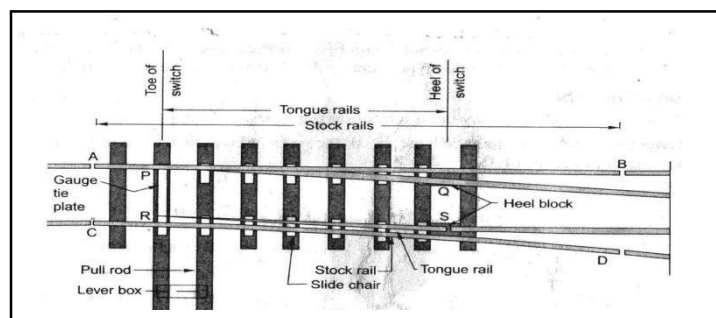 Toe of
switch
Heel of
switch
Tongue rails
Stock rails
A
B
P
Gauge
tie
plate
Q
R
S
Heel block
C
D
Pull rod
Stock rail
Tongue rail
Slide chair
Lever box